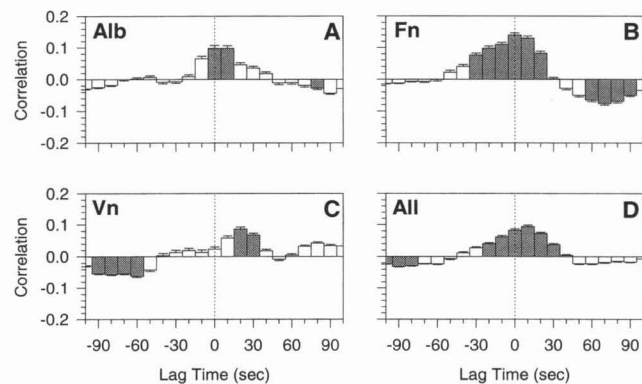 Alb A
0.2
0.1
0.0
-0.1
-0.2
Correlation
Fn B
Vn C
0.2
0.1
0.0
-0.1
-0.2
Correlation
-90 -60 -30 0 30 60 90
Lag Time (sec)
All D
-90 -60 -30 0 30 60 90
Lag Time (sec)